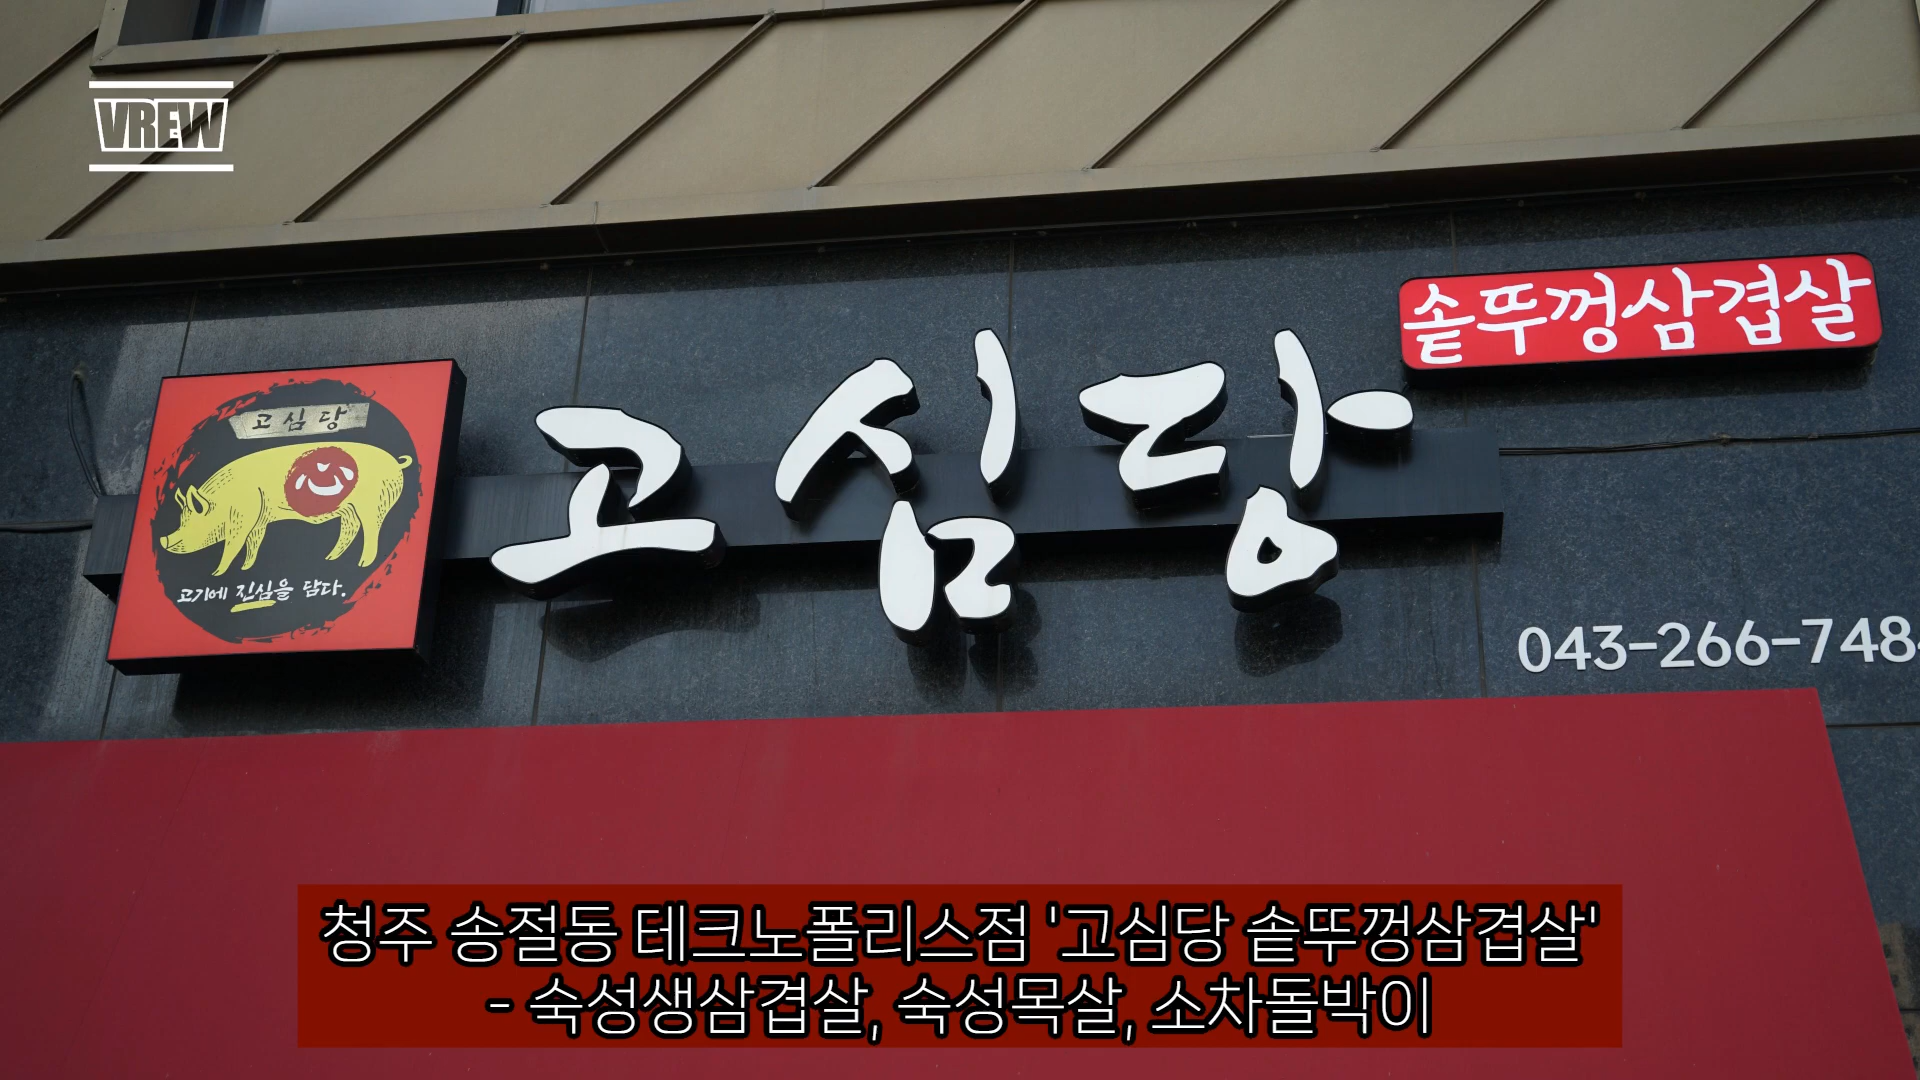 VREW
솥뚜껑삼겹살
고심당
고심당
心
고기에 진심을 담다.
043-266-748
청주 송절동 테크노폴리스점 '고심당 솥뚜껑삼겹살'
- 숙성생삼겹살, 숙성목살, 소차돌박이